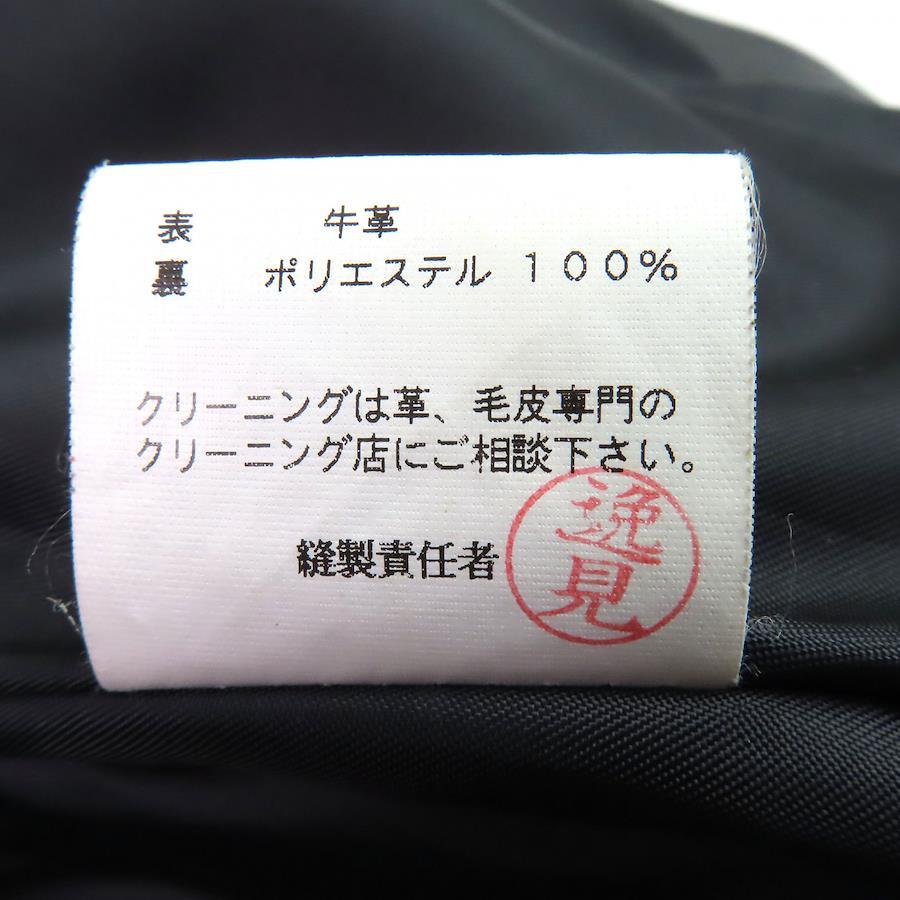 表 牛革
裏 ポリエステル 100%
クリーニングは革、毛皮専門の
クリーニング店にご相談下さい。
縫製責任者
逸見